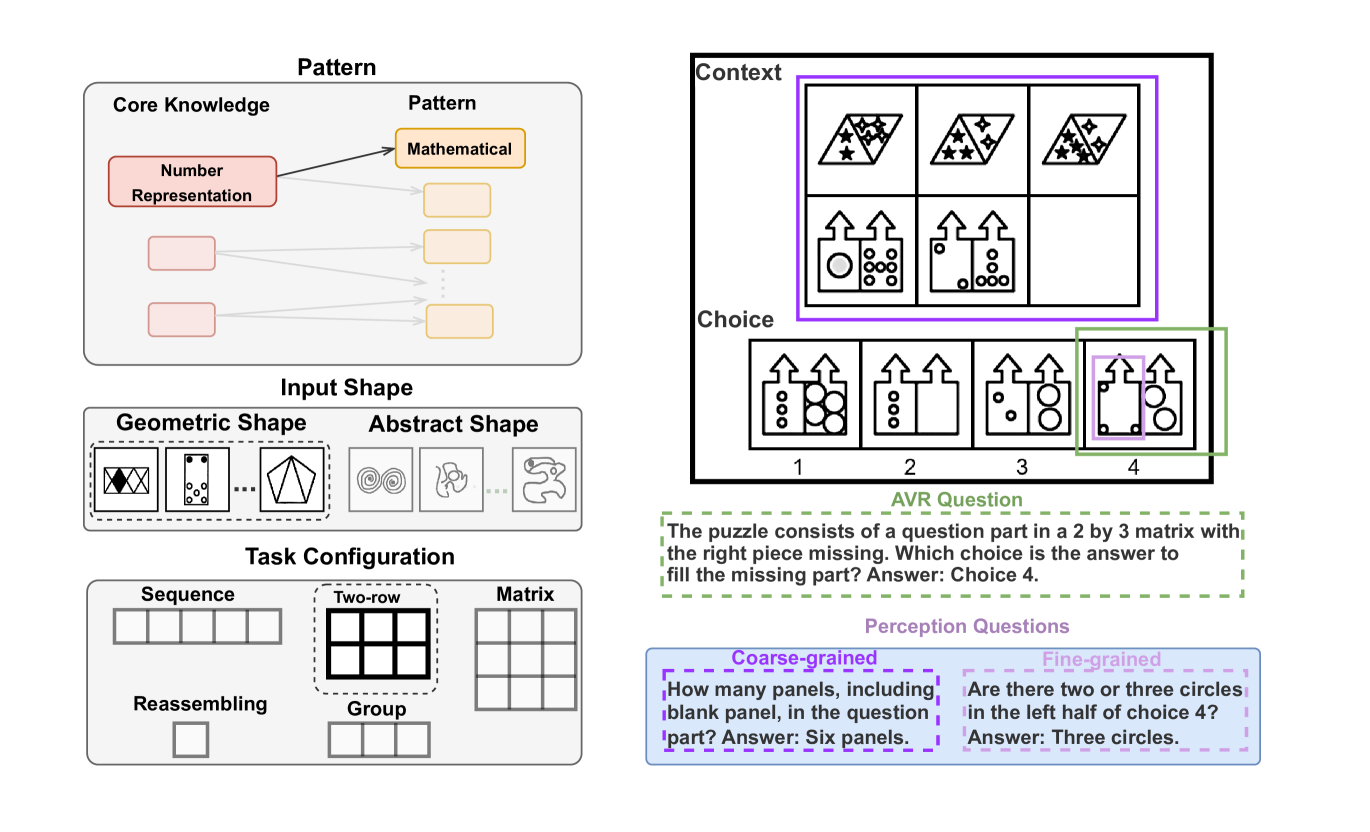 Pattern
Core Knowledge
Pattern
Mathematical
Number
Representation
Input Shape
Geometric Shape
Abstract Shape
Task Configuration
Sequence
Two-row
Matrix
Reassembling
Group
Context
Choice
1
2
3
4
AVR Question
The puzzle consists of a question part in a 2 by 3 matrix with
the right piece missing. Which choice is the answer to
fill the missing part? Answer: Choice 4.
Perception Questions
Coarse-grained
How many panels, including
blank panel, in the question
part? Answer: Six panels.
Fine-grained
Are there two or three circles
in the left half of choice 4?
Answer: Three circles.